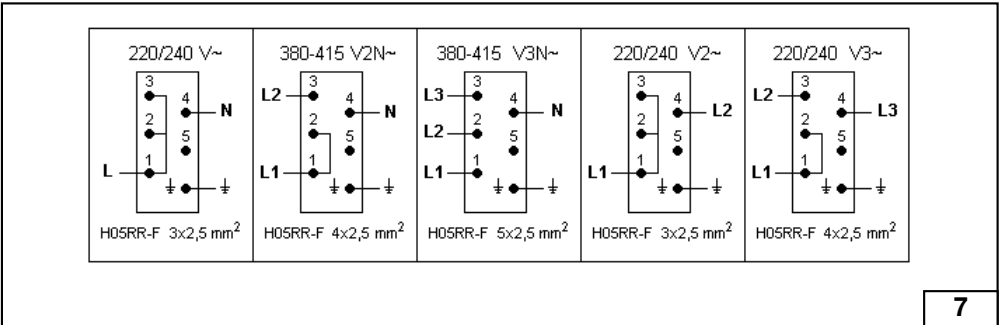 220/240 V~
3
4
N
2
5
L
1
⏚
⏚
H05RR-F 3x2,5 mm²
380-415 V2N~
3
L2
4
N
2
5
L1
1
⏚
⏚
H05RR-F 4x2,5 mm²
380-415 V3N~
3
L3
4
N
2
L2
5
L1
1
⏚
⏚
H05RR-F 5x2,5 mm²
220/240 V2~
3
4
L2
2
5
L1
1
⏚
⏚
H05RR-F 3x2,5 mm²
220/240 V3~
3
L2
4
L3
2
5
L1
1
⏚
⏚
H05RR-F 4x2,5 mm²
7